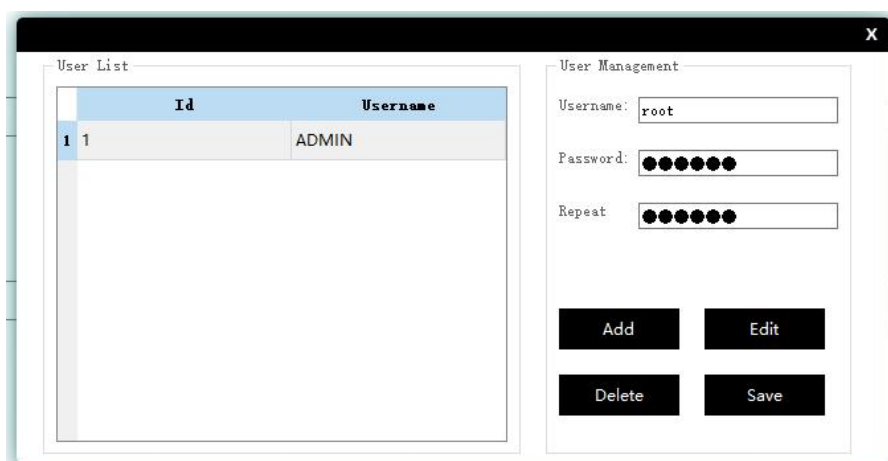 X
User List
Id Username
1 1 ADMIN
User Management
Username: root
Password: ●●●●●●
Repeat ●●●●●●
Add Edit
Delete Save